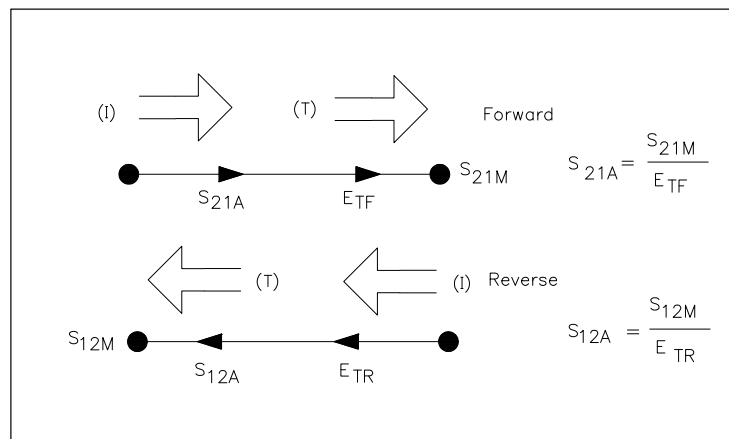 (I) (T) Forward
S21A ETF S21M
S21A = S21M / ETF
(T) (I) Reverse
S12M S12A ETR
S12A = S12M / ETR